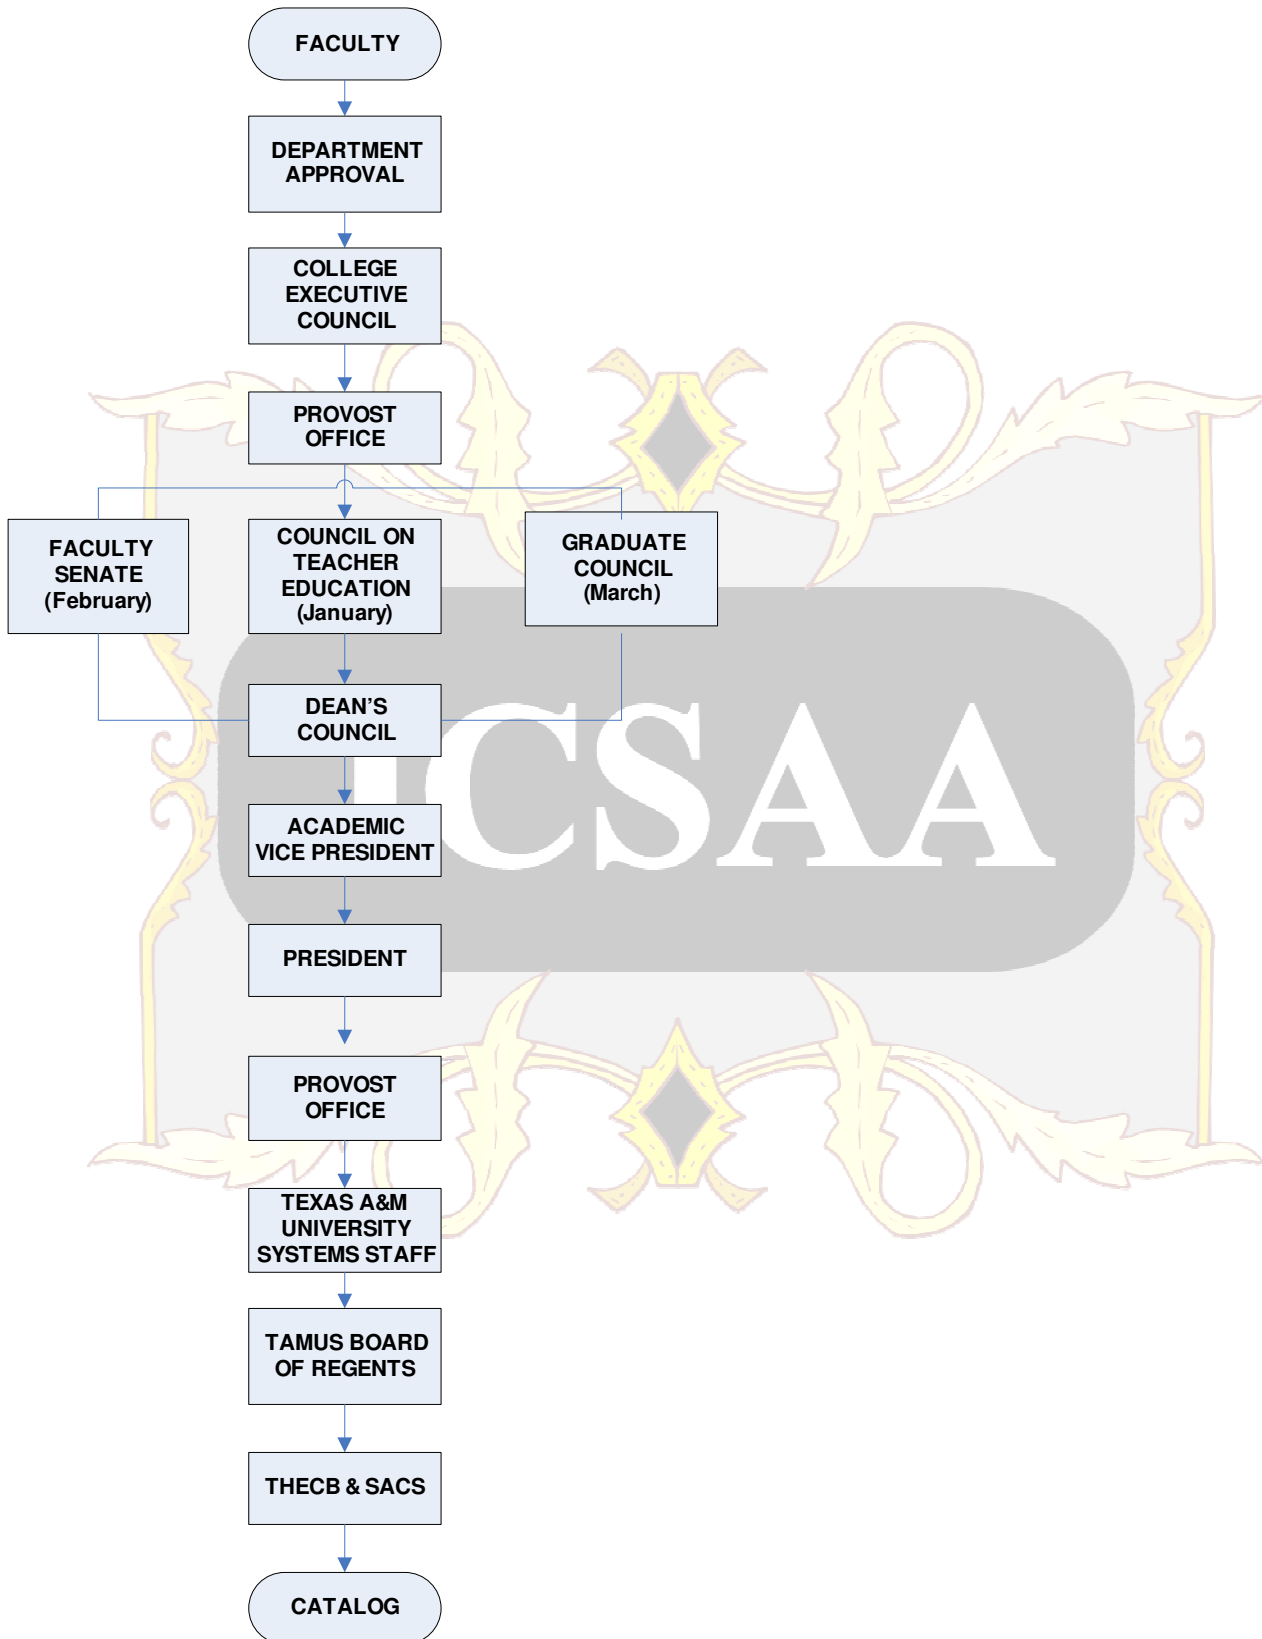 FACULTY
DEPARTMENT
APPROVAL
COLLEGE
EXECUTIVE
COUNCIL
PROVOST
OFFICE
FACULTY
SENATE
(February)
COUNCIL ON
TEACHER
EDUCATION
(January)
GRADUATE
COUNCIL
(March)
DEAN'S
COUNCIL
ACADEMIC
VICE PRESIDENT
PRESIDENT
PROVOST
OFFICE
TEXAS A&M
UNIVERSITY
SYSTEMS STAFF
TAMUS BOARD
OF REGENTS
THECB & SACS
CATALOG